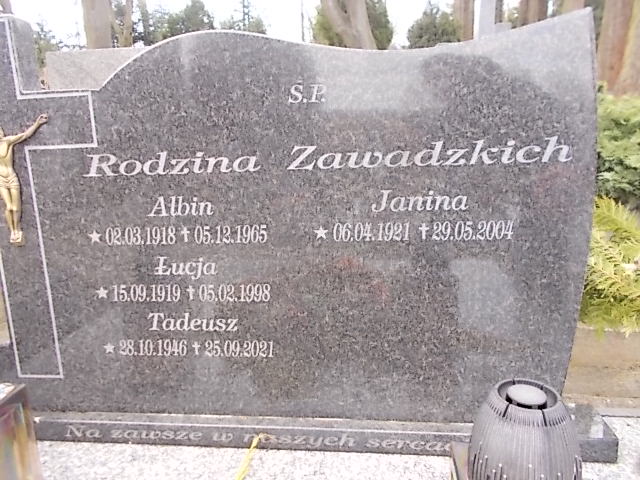 Ś.P.
Rodzina Zawadzkich
Albin
★ 02.03.1918 ✝ 05.12.1965
Łucja
★ 15.09.1919 ✝ 05.02.1998
Tadeusz
★ 28.10.1946 ✝ 25.09.2021
Janina
★ 06.04.1921 ✝ 29.05.2004
Na zawsze w naszych